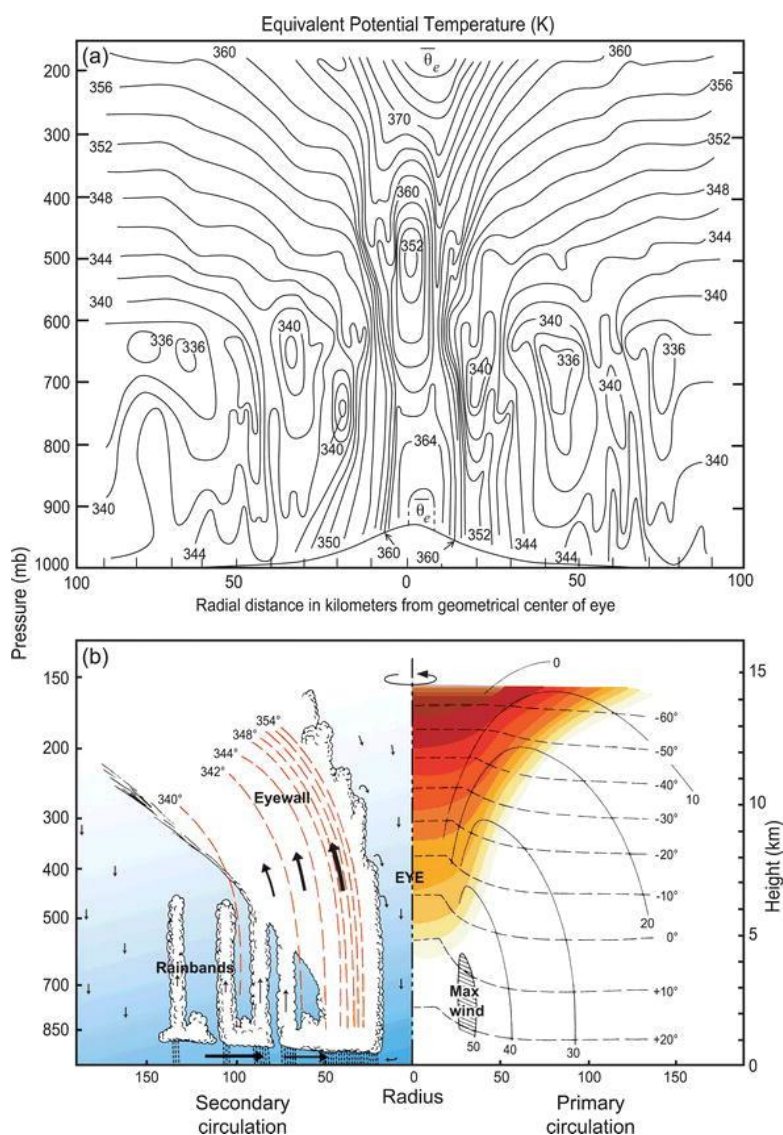 Equivalent Potential Temperature (K)
(a)
360 θe 360
200
356 356
370
300
352 352
400 360
348 348
500 352
344 344
340 340
600
336 336 340 340 336 336
700
340 340
800 340 364
900
340 θe 340
344 350 352 344
360 360 344 344
1000
100 50 0 50 100
Radial distance in kilometers from geometrical center of eye
Pressure (mb)
(b)
150 0 15
354°
348° -60°
200 344° -50°
342° -40°
340° Eyewall 10
300 -30° 10
-20°
400 EYE -10°
500 20
0° 5
Rainbands
700 Max +10°
wind
850 50 40 30 +20°
0
Height (km)
150 100 50 0 50 100 150
Radius
Secondary Primary
circulation circulation